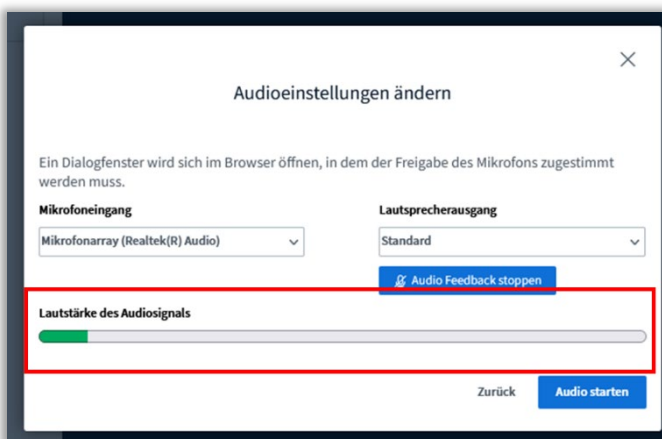 Audioeinstellungen ändern
Ein Dialogfenster wird sich im Browser öffnen, in dem der Freigabe des Mikrofons zugestimmt
werden muss.
Mikrofoneingang
Lautsprecherausgang
Mikrofonarray (Realtek(R) Audio)
Standard
Audio Feedback stoppen
Lautstärke des Audiosignals
Zurück
Audio starten